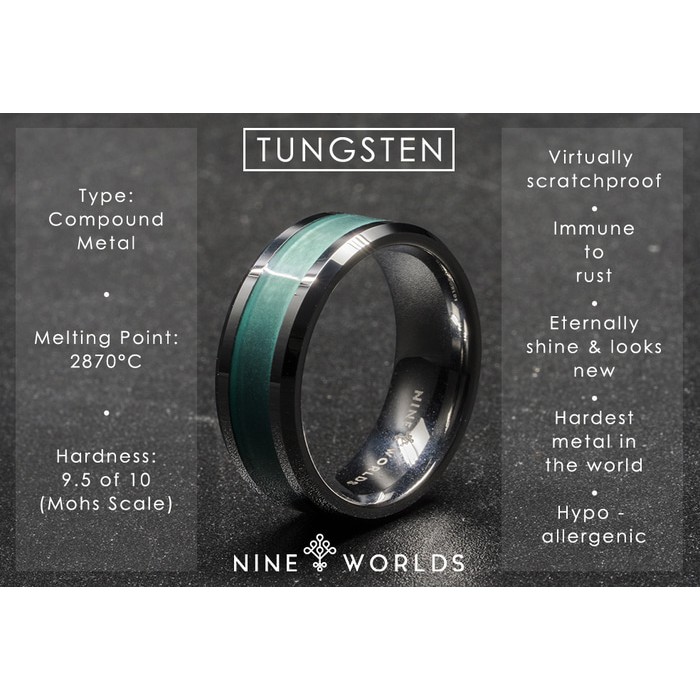 TUNGSTEN
Type:
Compound
Metal
•
Melting Point:
2870°C
•
Hardness:
9.5 of 10
(Mohs Scale)
Virtually
scratchproof
•
Immune
to
rust
•
Eternally
shine & looks
new
•
Hardest
metal in
the world
•
Hypo -
allergenic
NINE WORLDS
NINE WORLDS